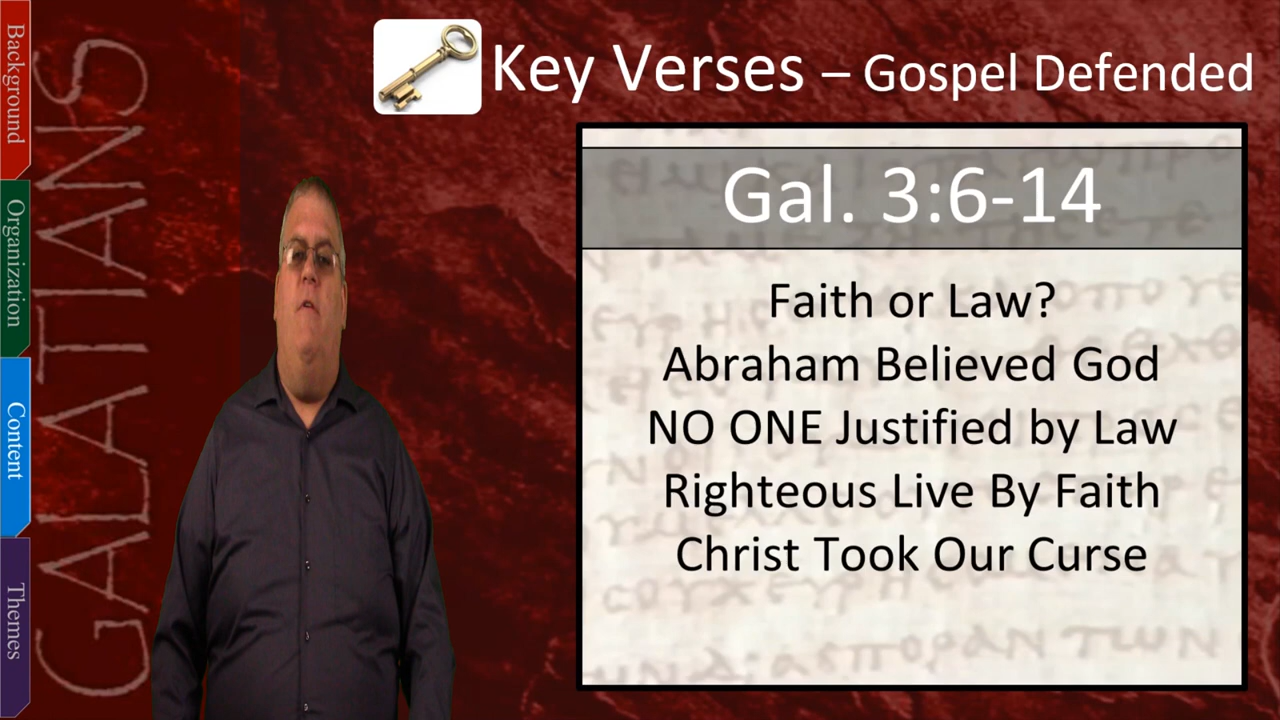 Background
Organization
Content
Themes
GALATIANS
Key Verses – Gospel Defended
Gal. 3:6-14
Faith or Law?
Abraham Believed God
NO ONE Justified by Law
Righteous Live By Faith
Christ Took Our Curse